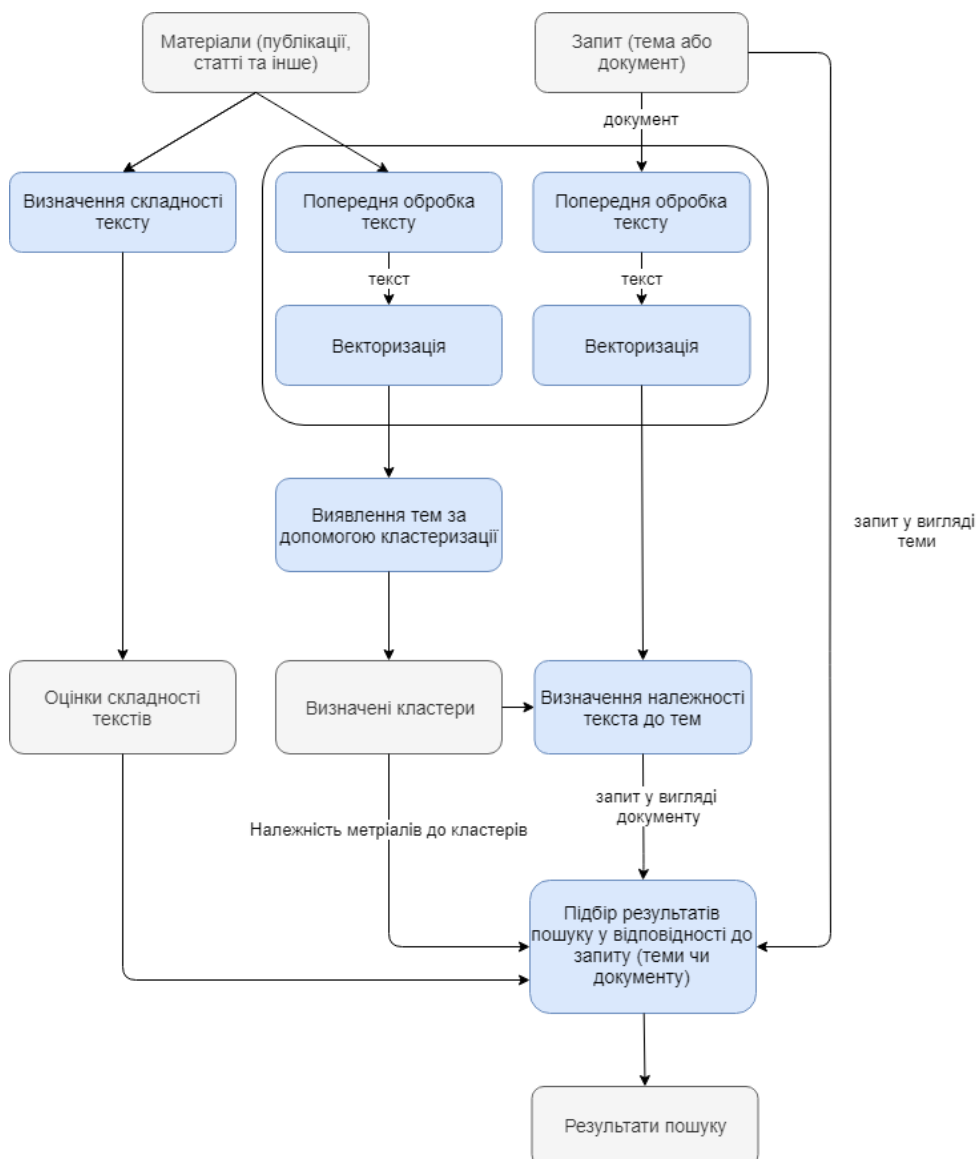 Матеріали (публікації,
статті та інше)
Запит (тема або
документ)
документ
Визначення складності
тексту
Попередня обробка
тексту
Попередня обробка
тексту
текст
текст
Векторизація
Векторизація
Виявлення тем за
допомогою кластеризації
запит у вигляді
теми
Оцінки складності
текстів
Визначені кластери
Визначення належності
текста до тем
запит у вигляді
документу
Належність метріалів до кластерів
Підбір результатів
пошуку у відповідності до
запиту (теми чи
документу)
Результати пошуку